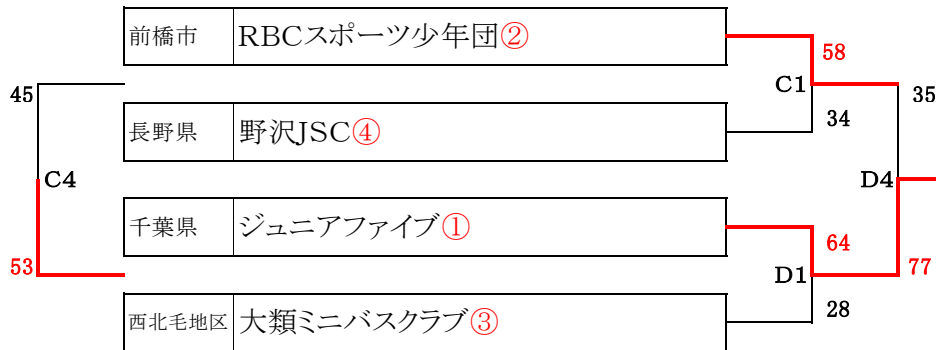 前橋市 RBCスポーツ少年団②
58
C1
45
35
34
長野県 野沢JSC④
C4
D4
千葉県 ジュニアファイブ①
64
53
77
D1
28
西北毛地区 大類ミニバスクラブ③